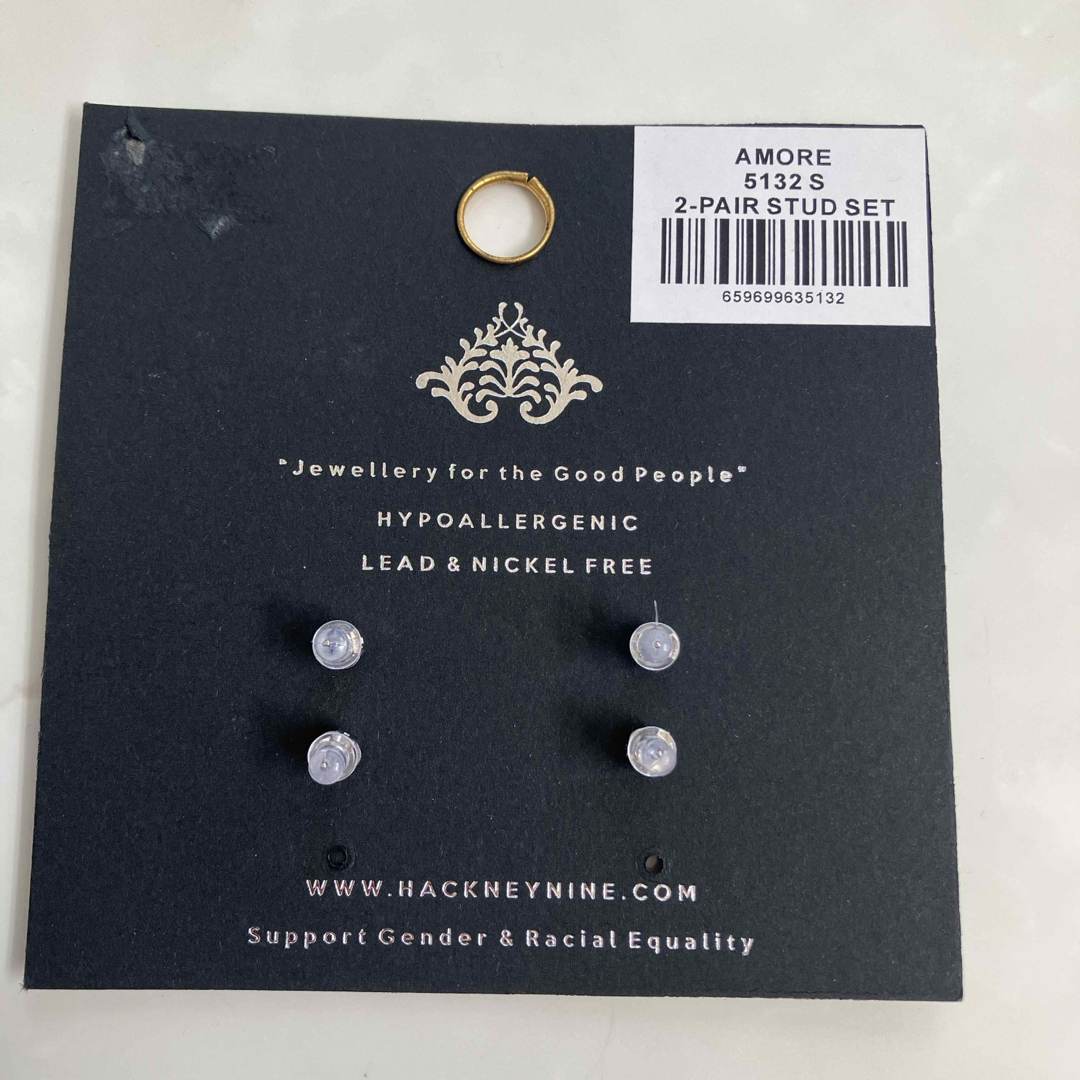 AMORE
5132 S
2-PAIR STUD SET
659699635132
"Jewellery for the Good People"
HYPOALLERGENIC
LEAD & NICKEL FREE
WWW.HACKNEYNINE.COM
Support Gender & Racial Equality